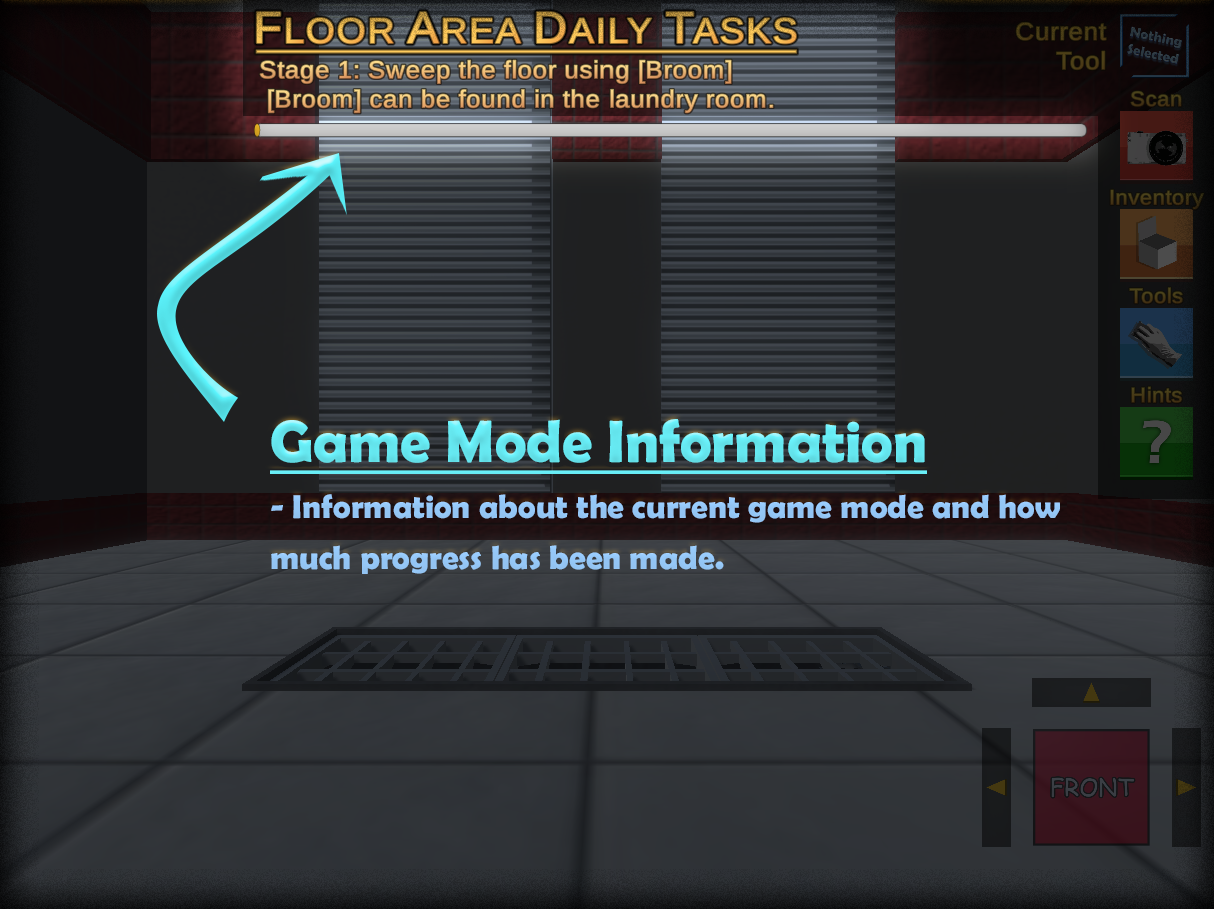 FLOOR AREA DAILY TASKS
Stage 1: Sweep the floor using [Broom]
[Broom] can be found in the laundry room.
Current
Tool
Nothing
Selected
Scan
Inventory
Tools
Hints
?
Game Mode Information
- Information about the current game mode and how
much progress has been made.
FRONT